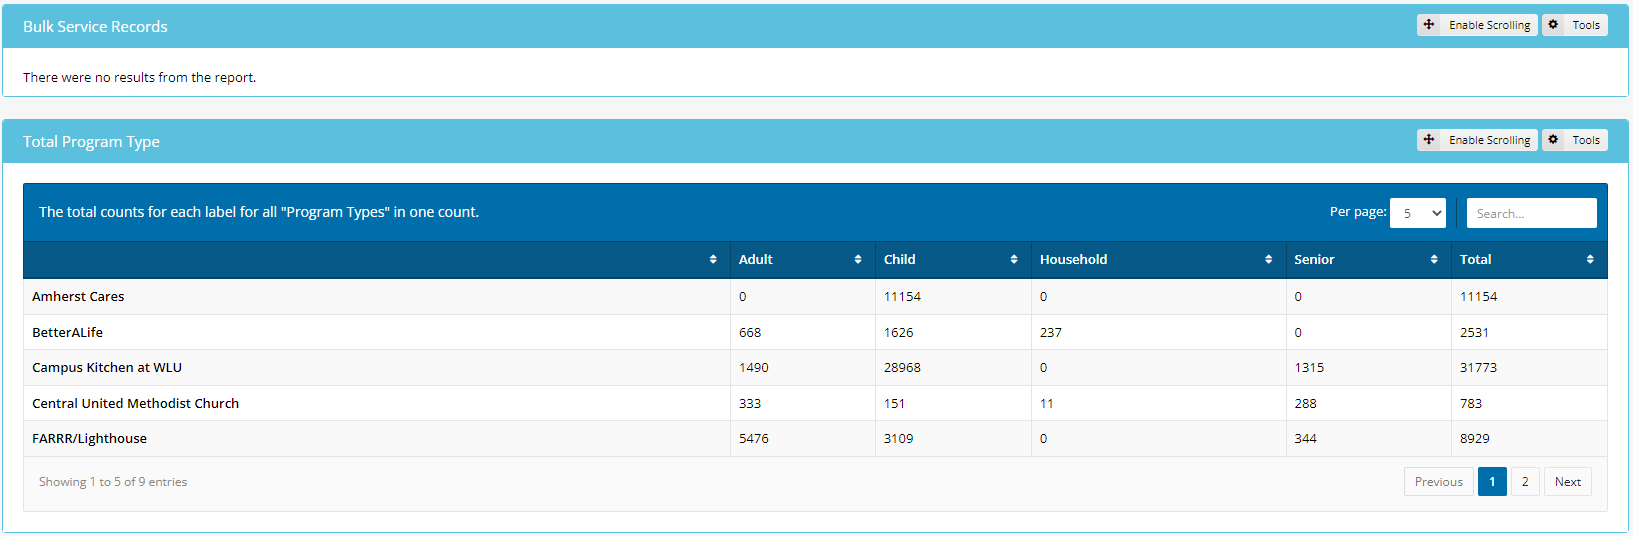 Bulk Service Records Enable Scrolling Tools
There were no results from the report.
Total Program Type Enable Scrolling Tools
The total counts for each label for all "Program Types" in one count. Per page: 5 Search...
Adult Child Household Senior Total
Amherst Cares 0 11154 0 0 11154
BetterALife 668 1626 237 0 2531
Campus Kitchen at WLU 1490 28968 0 1315 31773
Central United Methodist Church 333 151 11 288 783
FARRR/Lighthouse 5476 3109 0 344 8929
Showing 1 to 5 of 9 entries Previous 1 2 Next